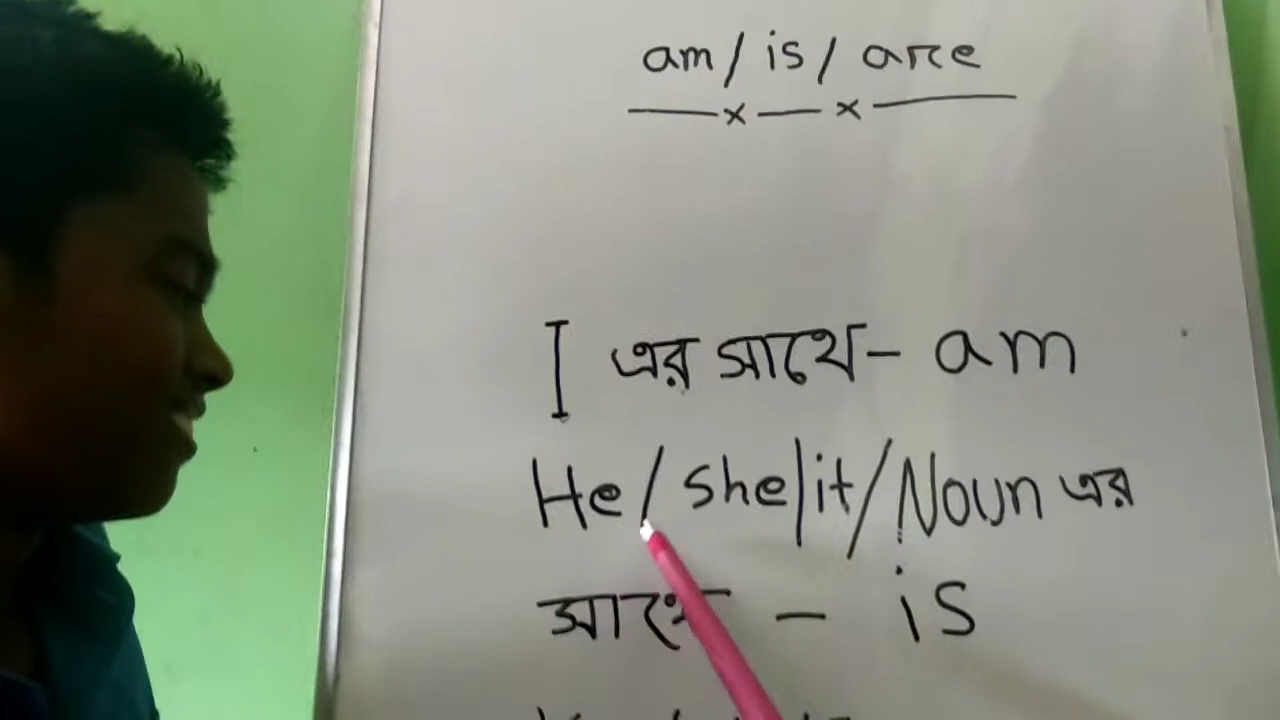 am / is / are
I এর সাথে - am
He / she / it / Noun এর
সাথে - is